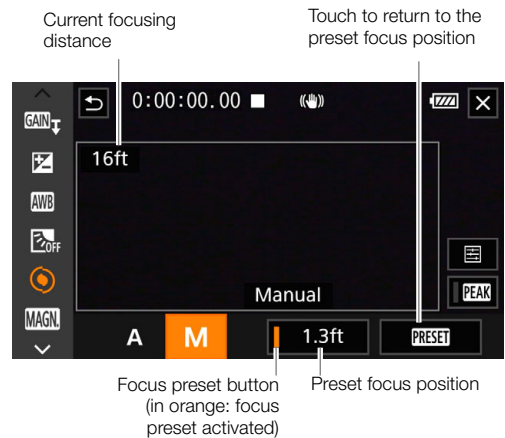 Current focusing
distance
Touch to return to the
preset focus position
0:00:00.00
GAIN
16ft
AWB
OFF
PEAK
Manual
MAGN.
A
M
1.3ft
PRESET
Focus preset button
(in orange: focus
preset activated)
Preset focus position